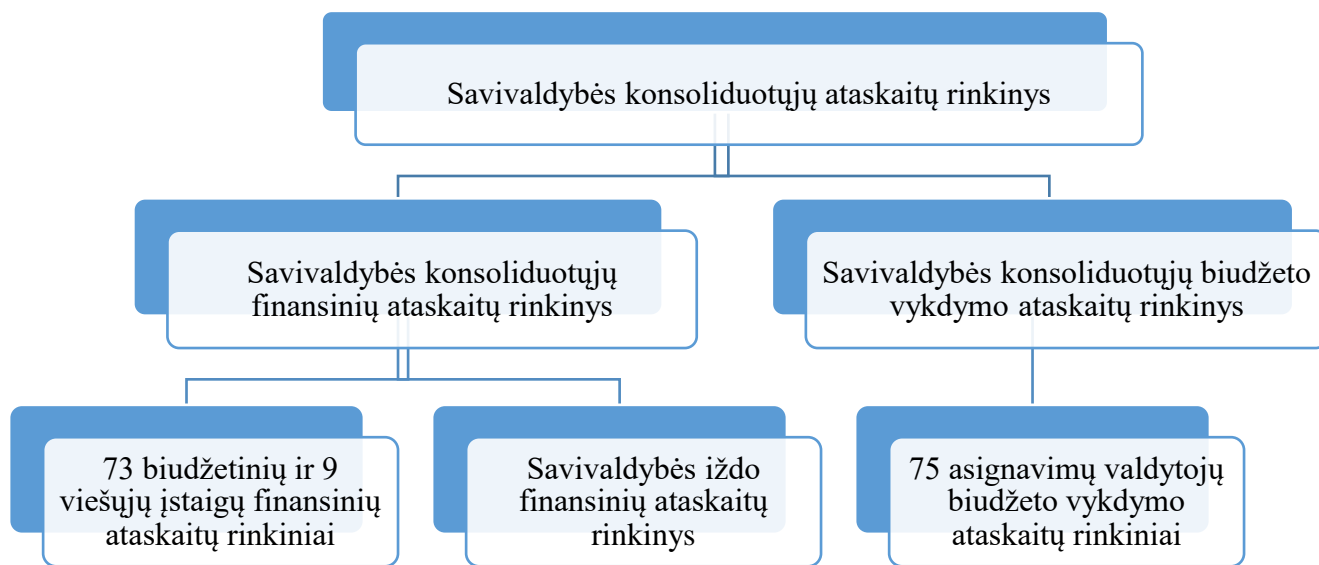 Savivaldybės konsoliduotųjų ataskaitų rinkinys
Savivaldybės konsoliduotųjų
finansinių ataskaitų rinkinys
Savivaldybės konsoliduotųjų biudžeto
vykdymo ataskaitų rinkinys
73 biudžetinių ir 9
viešųjų įstaigų finansinių
ataskaitų rinkiniai
Savivaldybės iždo
finansinių ataskaitų
rinkinys
75 asignavimų valdytojų
biudžeto vykdymo
ataskaitų rinkiniai